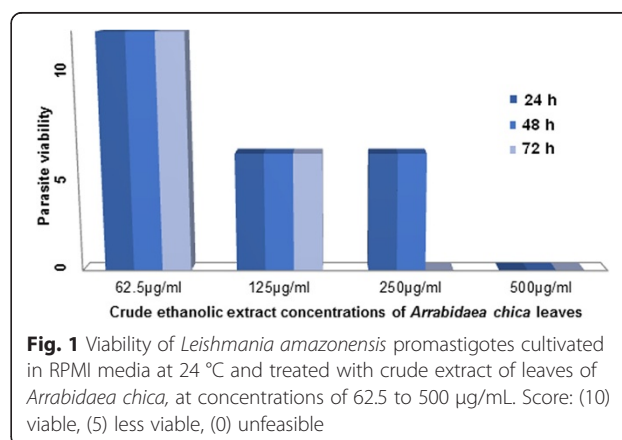 10
5
0
Parasite viability
24 h
48 h
72 h
62.5µg/ml 125µg/ml 250µg/ml 500µg/ml
Crude ethanolic extract concentrations of Arrabidaea chica leaves
Fig. 1 Viability of Leishmania amazonensis promastigotes cultivated
in RPMI media at 24 °C and treated with crude extract of leaves of
Arrabidaea chica, at concentrations of 62.5 to 500 µg/mL. Score: (10)
viable, (5) less viable, (0) unfeasible